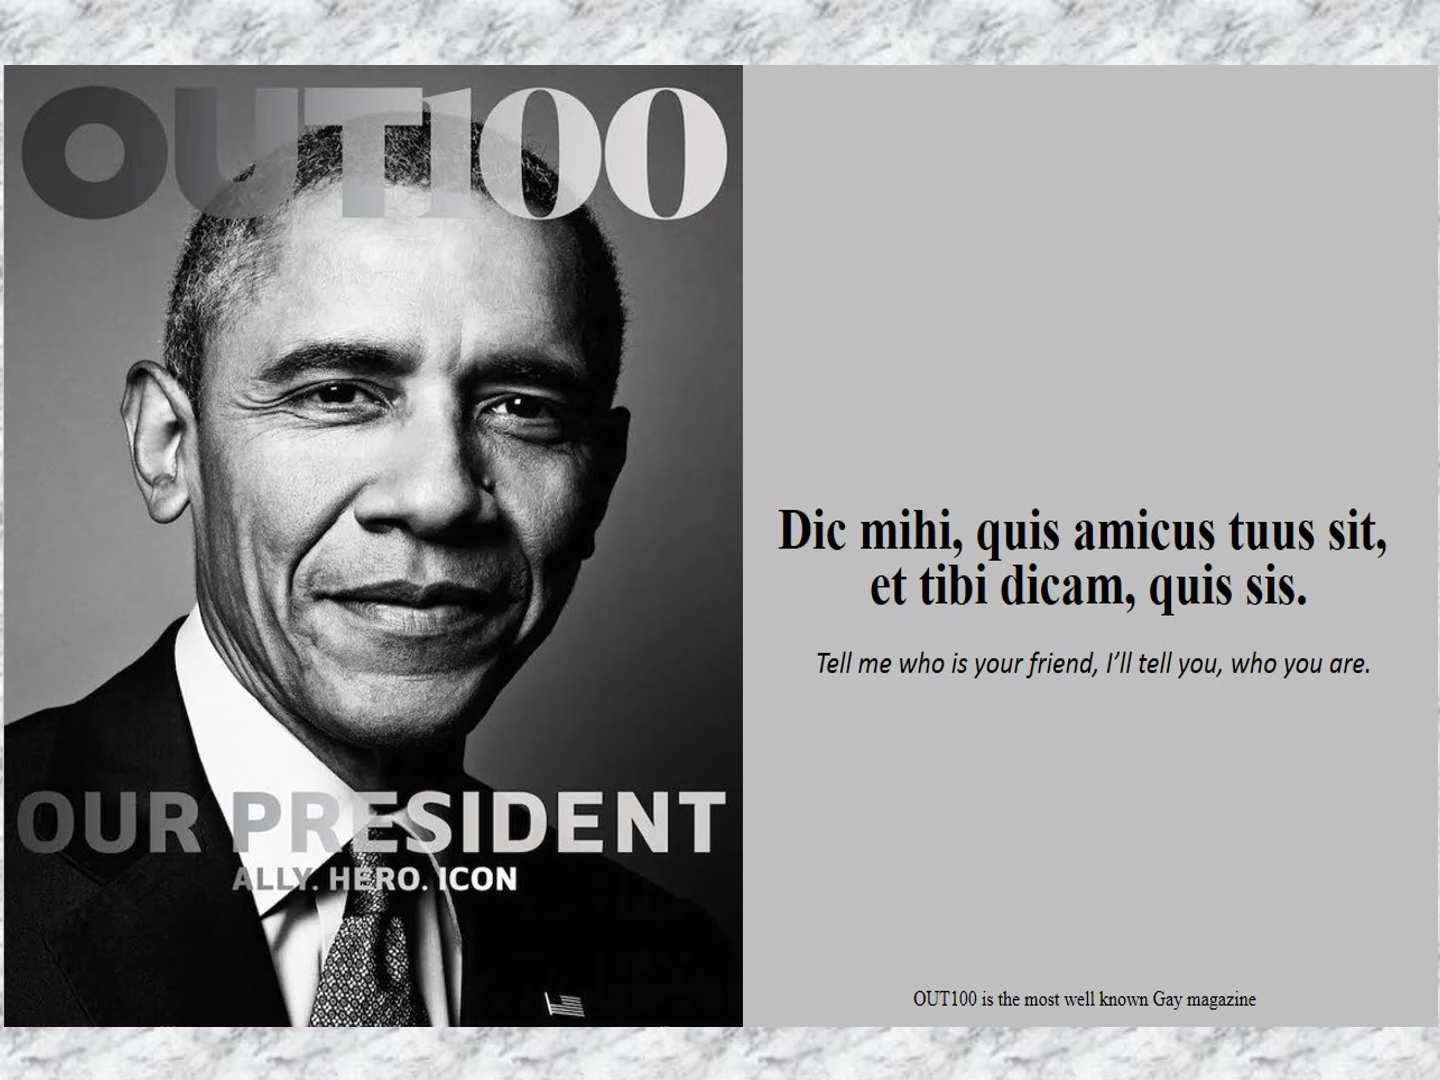 OUT100
OUR PRESIDENT
ALLY. HERO. ICON
Dic mihi, quis amicus tuus sit,
et tibi dicam, quis sis.
Tell me who is your friend, I’ll tell you, who you are.
OUT100 is the most well known Gay magazine